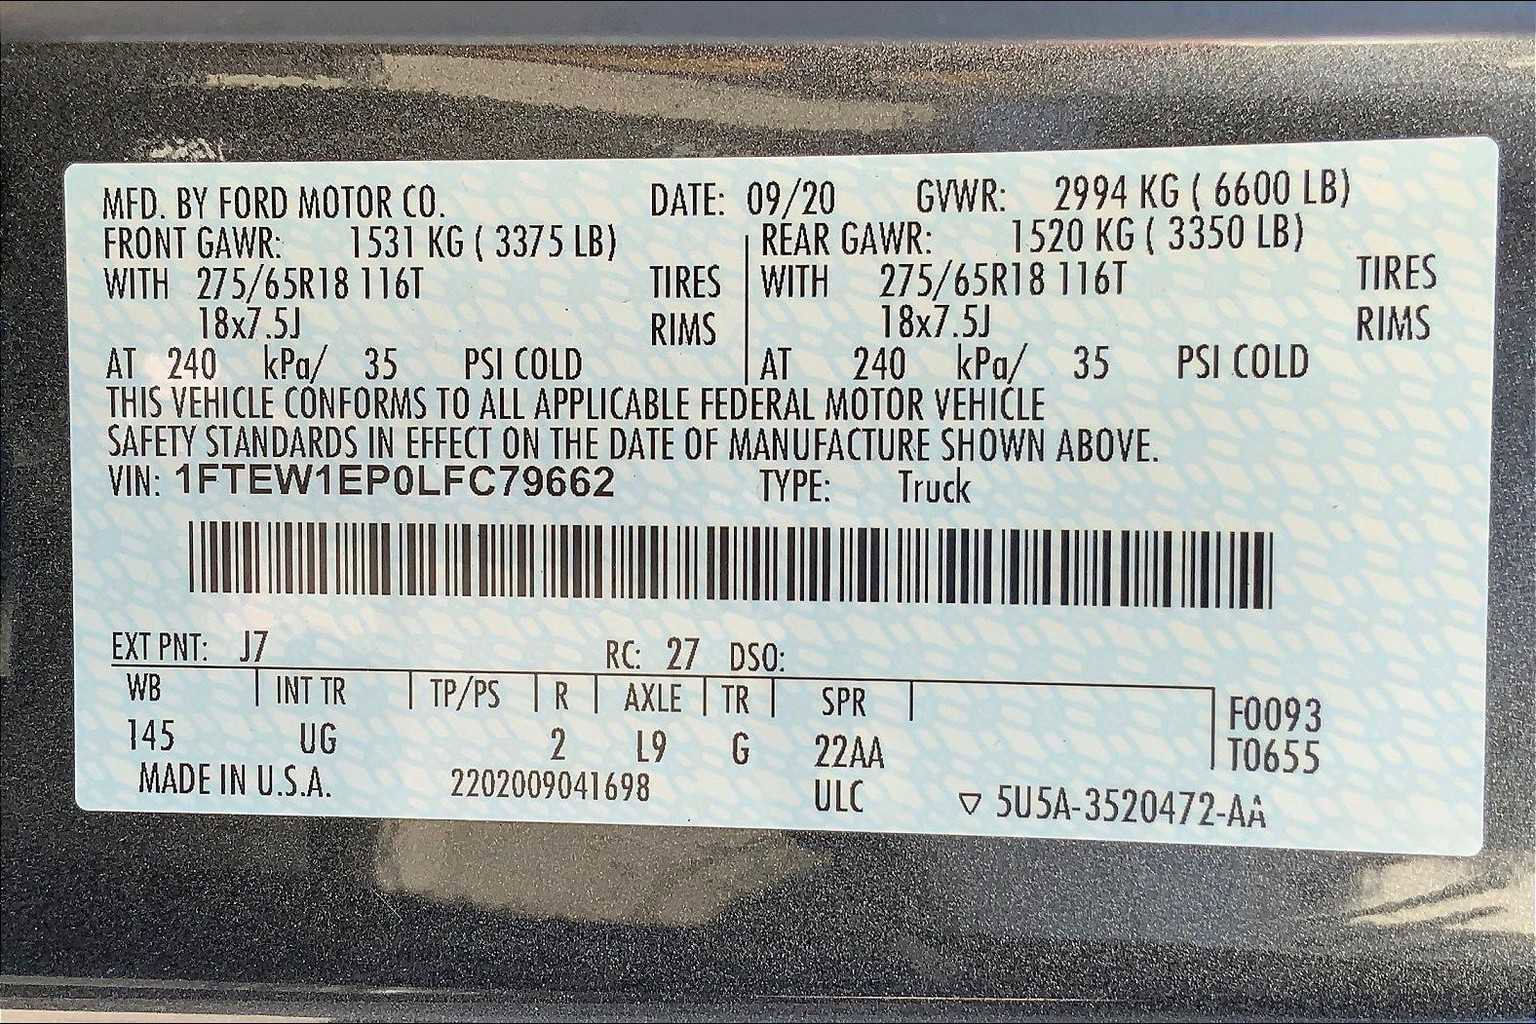 MFD. BY FORD MOTOR CO. DATE: 09/20 GVWR: 2994 KG ( 6600 LB)
FRONT GAWR: 1531 KG ( 3375 LB) REAR GAWR: 1520 KG ( 3350 LB)
WITH 275/65R18 116T TIRES WITH 275/65R18 116T TIRES
18x7.5J RIMS 18x7.5J RIMS
AT 240 kPa/ 35 PSI COLD AT 240 kPa/ 35 PSI COLD
THIS VEHICLE CONFORMS TO ALL APPLICABLE FEDERAL MOTOR VEHICLE
SAFETY STANDARDS IN EFFECT ON THE DATE OF MANUFACTURE SHOWN ABOVE.
VIN: 1FTEW1EP0LFC79662 TYPE: Truck
EXT PNT: J7 RC: 27 DSO:
WB INT TR TP/PS R AXLE TR SPR F0093
145 UG 2 L9 G 22AA T0655
MADE IN U.S.A. 2202009041698 ULC ▽ 5U5A-3520472-AA